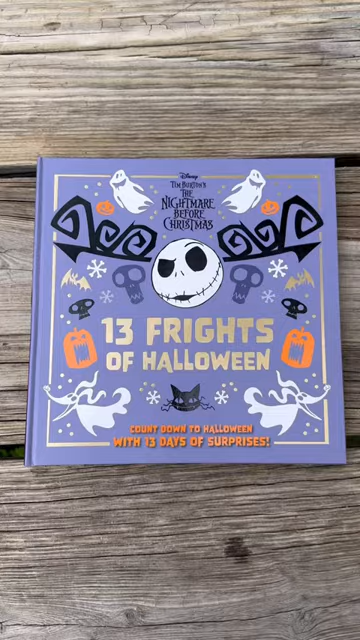 Disney
TIM BURTON'S
THE
NIGHTMARE
BEFORE
CHRISTMAS
13 FRIGHTS
OF HALLOWEEN
COUNT DOWN TO HALLOWEEN
WITH 13 DAYS OF SURPRISES!